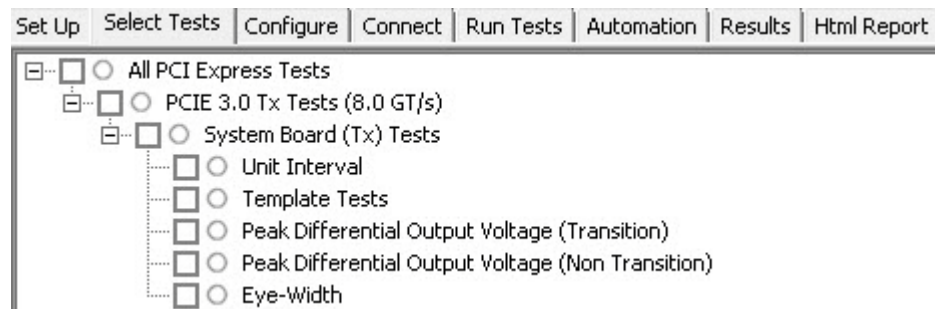 Set Up Select Tests Configure Connect Run Tests Automation Results Html Report
All PCI Express Tests
PCIE 3.0 Tx Tests (8.0 GT/s)
System Board (Tx) Tests
Unit Interval
Template Tests
Peak Differential Output Voltage (Transition)
Peak Differential Output Voltage (Non Transition)
Eye-Width